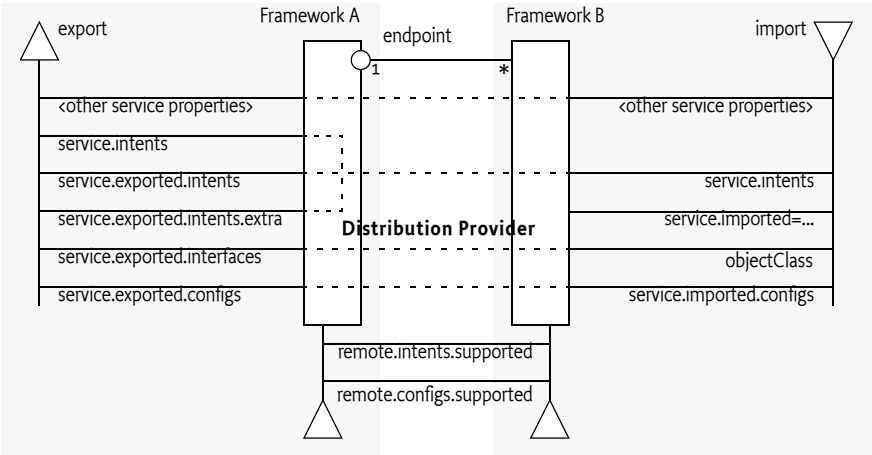 Framework A
Framework B
export
endpoint
import
1
*
<other service properties>
<other service properties>
service.intents
service.exported.intents
service.intents
service.exported.intents.extra
service.imported=...
Distribution Provider
service.exported.interfaces
objectClass
service.exported.configs
service.imported.configs
remote.intents.supported
remote.configs.supported